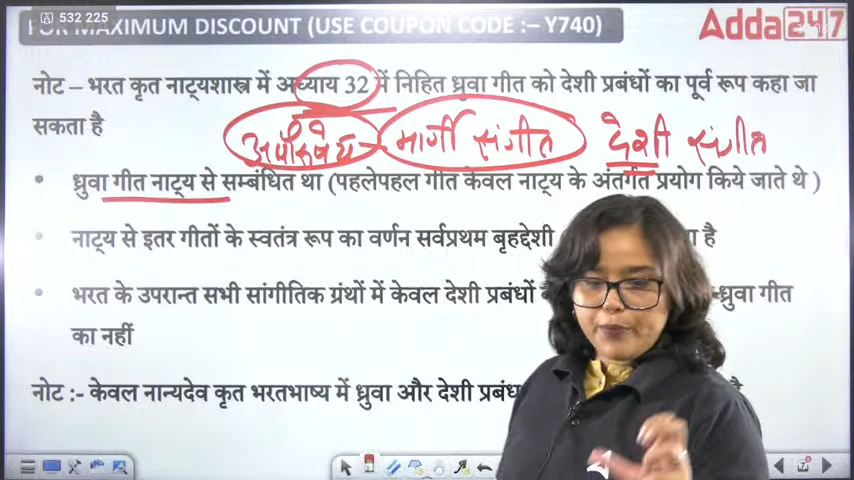 532 225
FOR MAXIMUM DISCOUNT (USE COUPON CODE :– Y740)
Adda247
नोट – भरत कृत नाट्यशास्त्र में अध्याय 32 में निहित ध्रुवा गीत को देशी प्रबंधों का पूर्व रूप कहा जा
सकता है
अपौरुषेय – मार्गी संगीत देशी संगीत
• ध्रुवा गीत नाट्य से सम्बंधित था (पहलेपहल गीत केवल नाट्य के अंतर्गत प्रयोग किये जाते थे )
• नाट्य से इतर गीतों के स्वतंत्र रूप का वर्णन सर्वप्रथम बृहद्देशी है
• भरत के उपरान्त सभी सांगीतिक ग्रंथों में केवल देशी प्रबंधों ध्रुवा गीत
का नहीं
नोट :- केवल नान्यदेव कृत भरतभाष्य में ध्रुवा और देशी